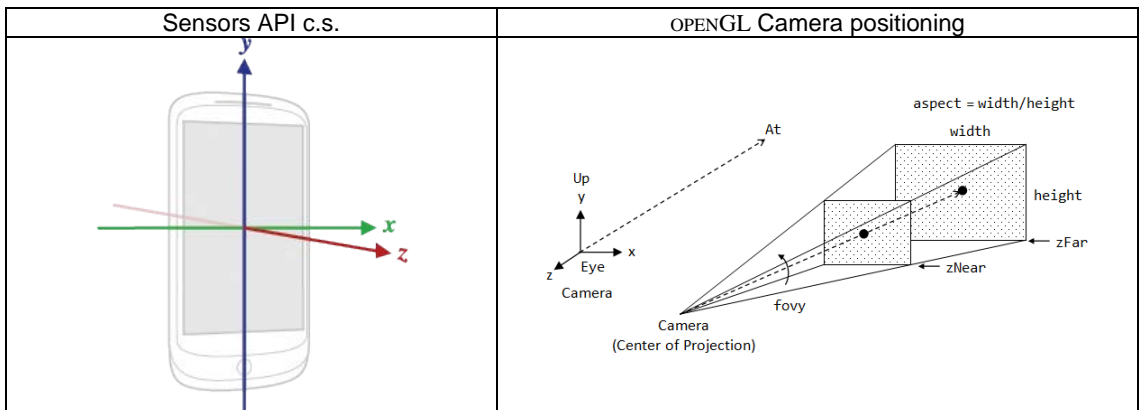 Sensors API c.s.
OPENGL Camera positioning
y
x
z
aspect = width/height
width
At
Up
y
height
x
z
Eye
zFar
zNear
Camera
fovy
Camera
(Center of Projection)